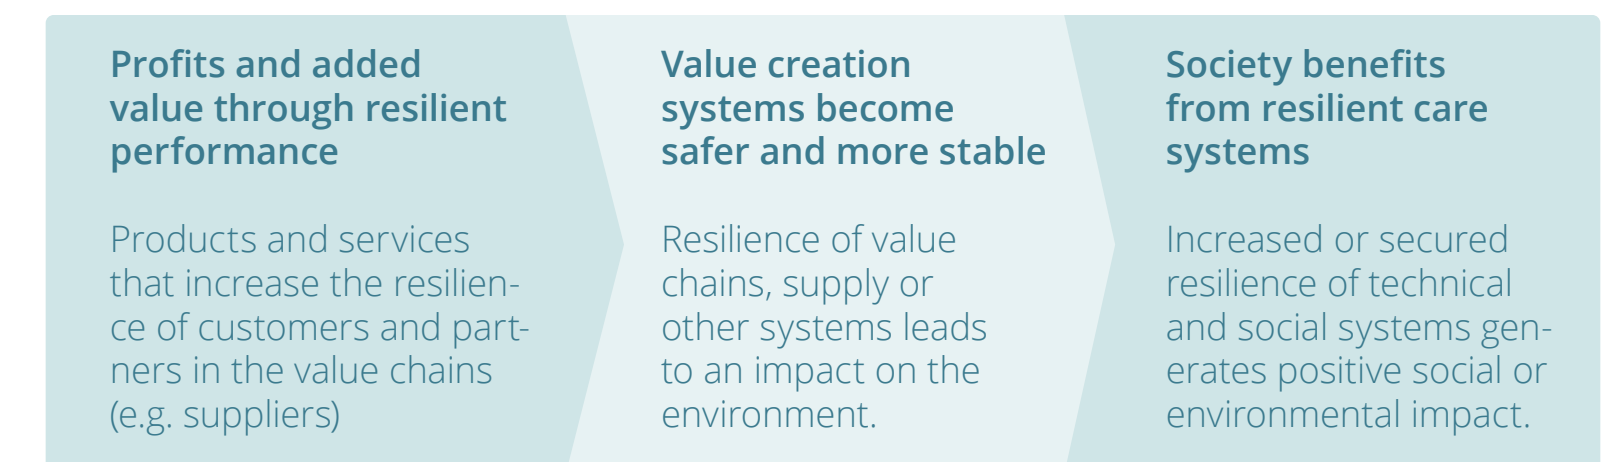 Profits and added
value through resilient
performance
Products and services
that increase the resilien-
ce of customers and part-
ners in the value chains
(e.g. suppliers)
Value creation
systems become
safer and more stable
Resilience of value
chains, supply or
other systems leads
to an impact on the
environment.
Society benefits
from resilient care
systems
Increased or secured
resilience of technical
and social systems gen-
erates positive social or
environmental impact.